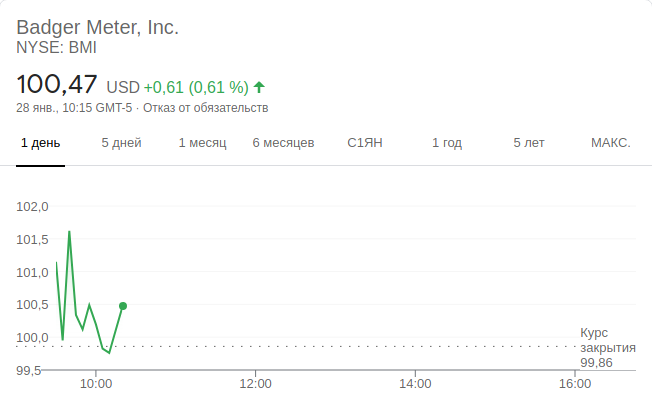 Badger Meter, Inc.
NYSE: BMI
100,47 USD +0,61 (0,61 %)
28 янв., 10:15 GMT-5 · Отказ от обязательств
1 день 5 дней 1 месяц 6 месяцев С1ЯН 1 год 5 лет МАКС.
102,0
101,5
101,0
100,5
100,0
99,5
Курс
закрытия
99,86
10:00 12:00 14:00 16:00